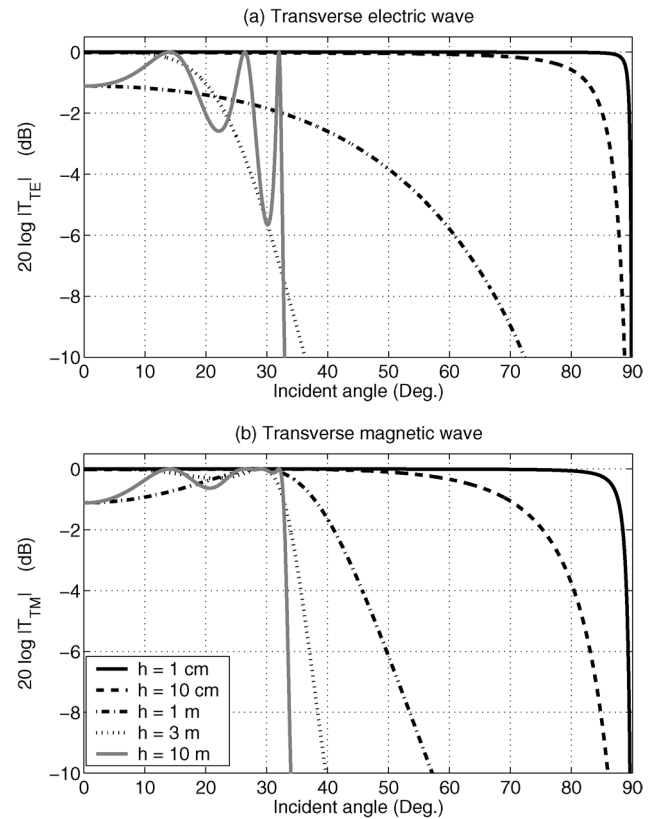 (a) Transverse electric wave
0
−2
−4
−6
−8
−10
20 log |T_TE| (dB)
0 10 20 30 40 50 60 70 80 90
Incident angle (Deg.)
(b) Transverse magnetic wave
0
−2
−4
−6
−8
−10
20 log |T_TM| (dB)
h = 1 cm
h = 10 cm
h = 1 m
h = 3 m
h = 10 m
0 10 20 30 40 50 60 70 80 90
Incident angle (Deg.)